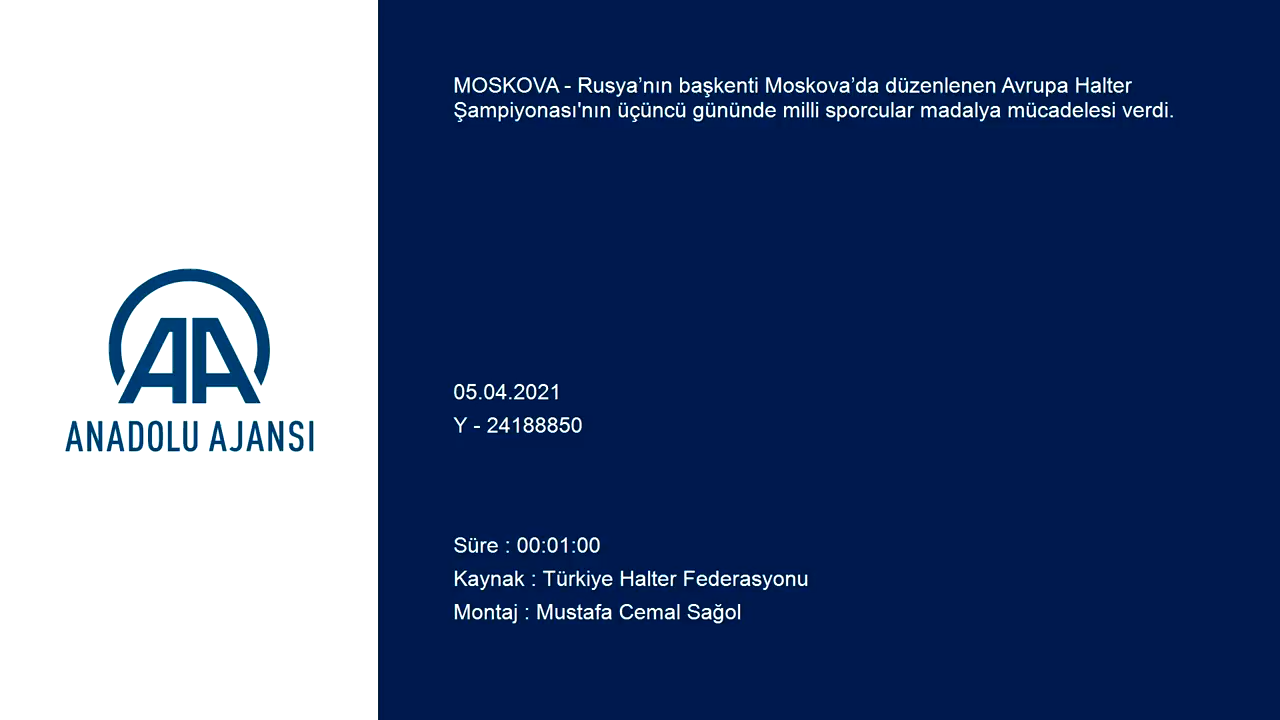 MOSKOVA - Rusya’nın başkenti Moskova’da düzenlenen Avrupa Halter
Şampiyonası'nın üçüncü gününde milli sporcular madalya mücadelesi verdi.
AA
ANADOLU AJANSI
05.04.2021
Y - 24188850
Süre : 00:01:00
Kaynak : Türkiye Halter Federasyonu
Montaj : Mustafa Cemal Sağol